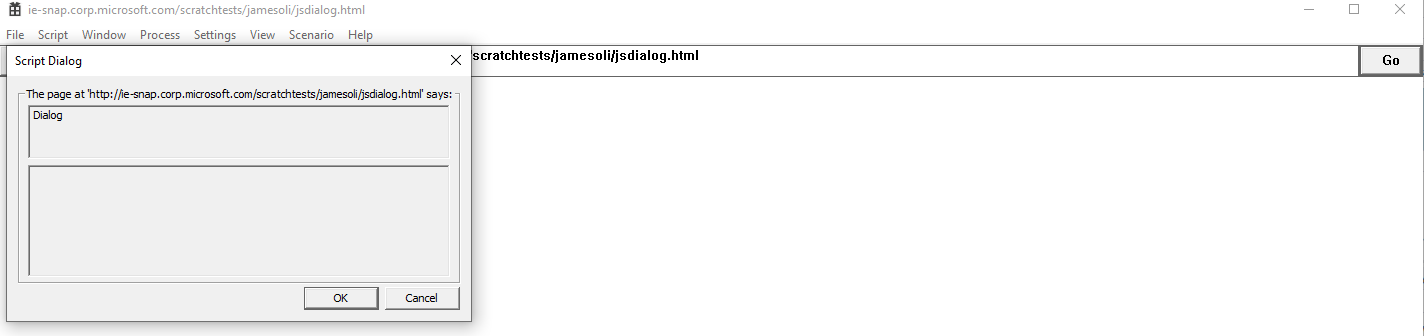 ie-snap.corp.microsoft.com/scratchtests/jamesoli/jsdialog.html
File Script Window Process Settings View Scenario Help
/scratchtests/jamesoli/jsdialog.html Go
Script Dialog
The page at 'http://ie-snap.corp.microsoft.com/scratchtests/jamesoli/jsdialog.html' says:
Dialog
OK Cancel